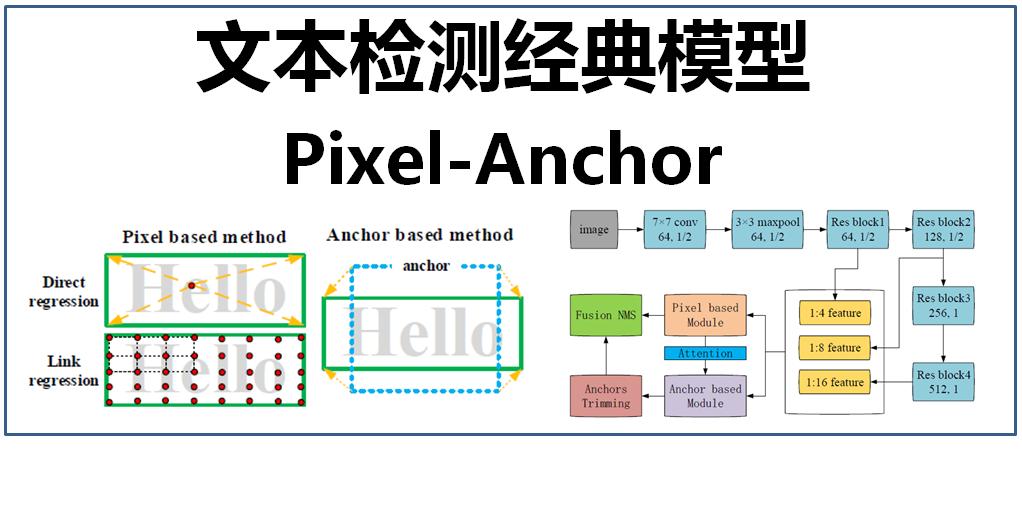 文本检测经典模型
Pixel-Anchor
Pixel based method
Direct
regression
Hello
Link
regression
Hello
Anchor based method
anchor
Hello
image
7×7 conv
64, 1/2
3×3 maxpool
64, 1/2
Res block1
64, 1/2
Res block2
128, 1/2
Res block3
256, 1
Res block4
512, 1
1:4 feature
1:8 feature
1:16 feature
Fusion NMS
Pixel based
Module
Attention
Anchors
Trimming
Anchor based
Module